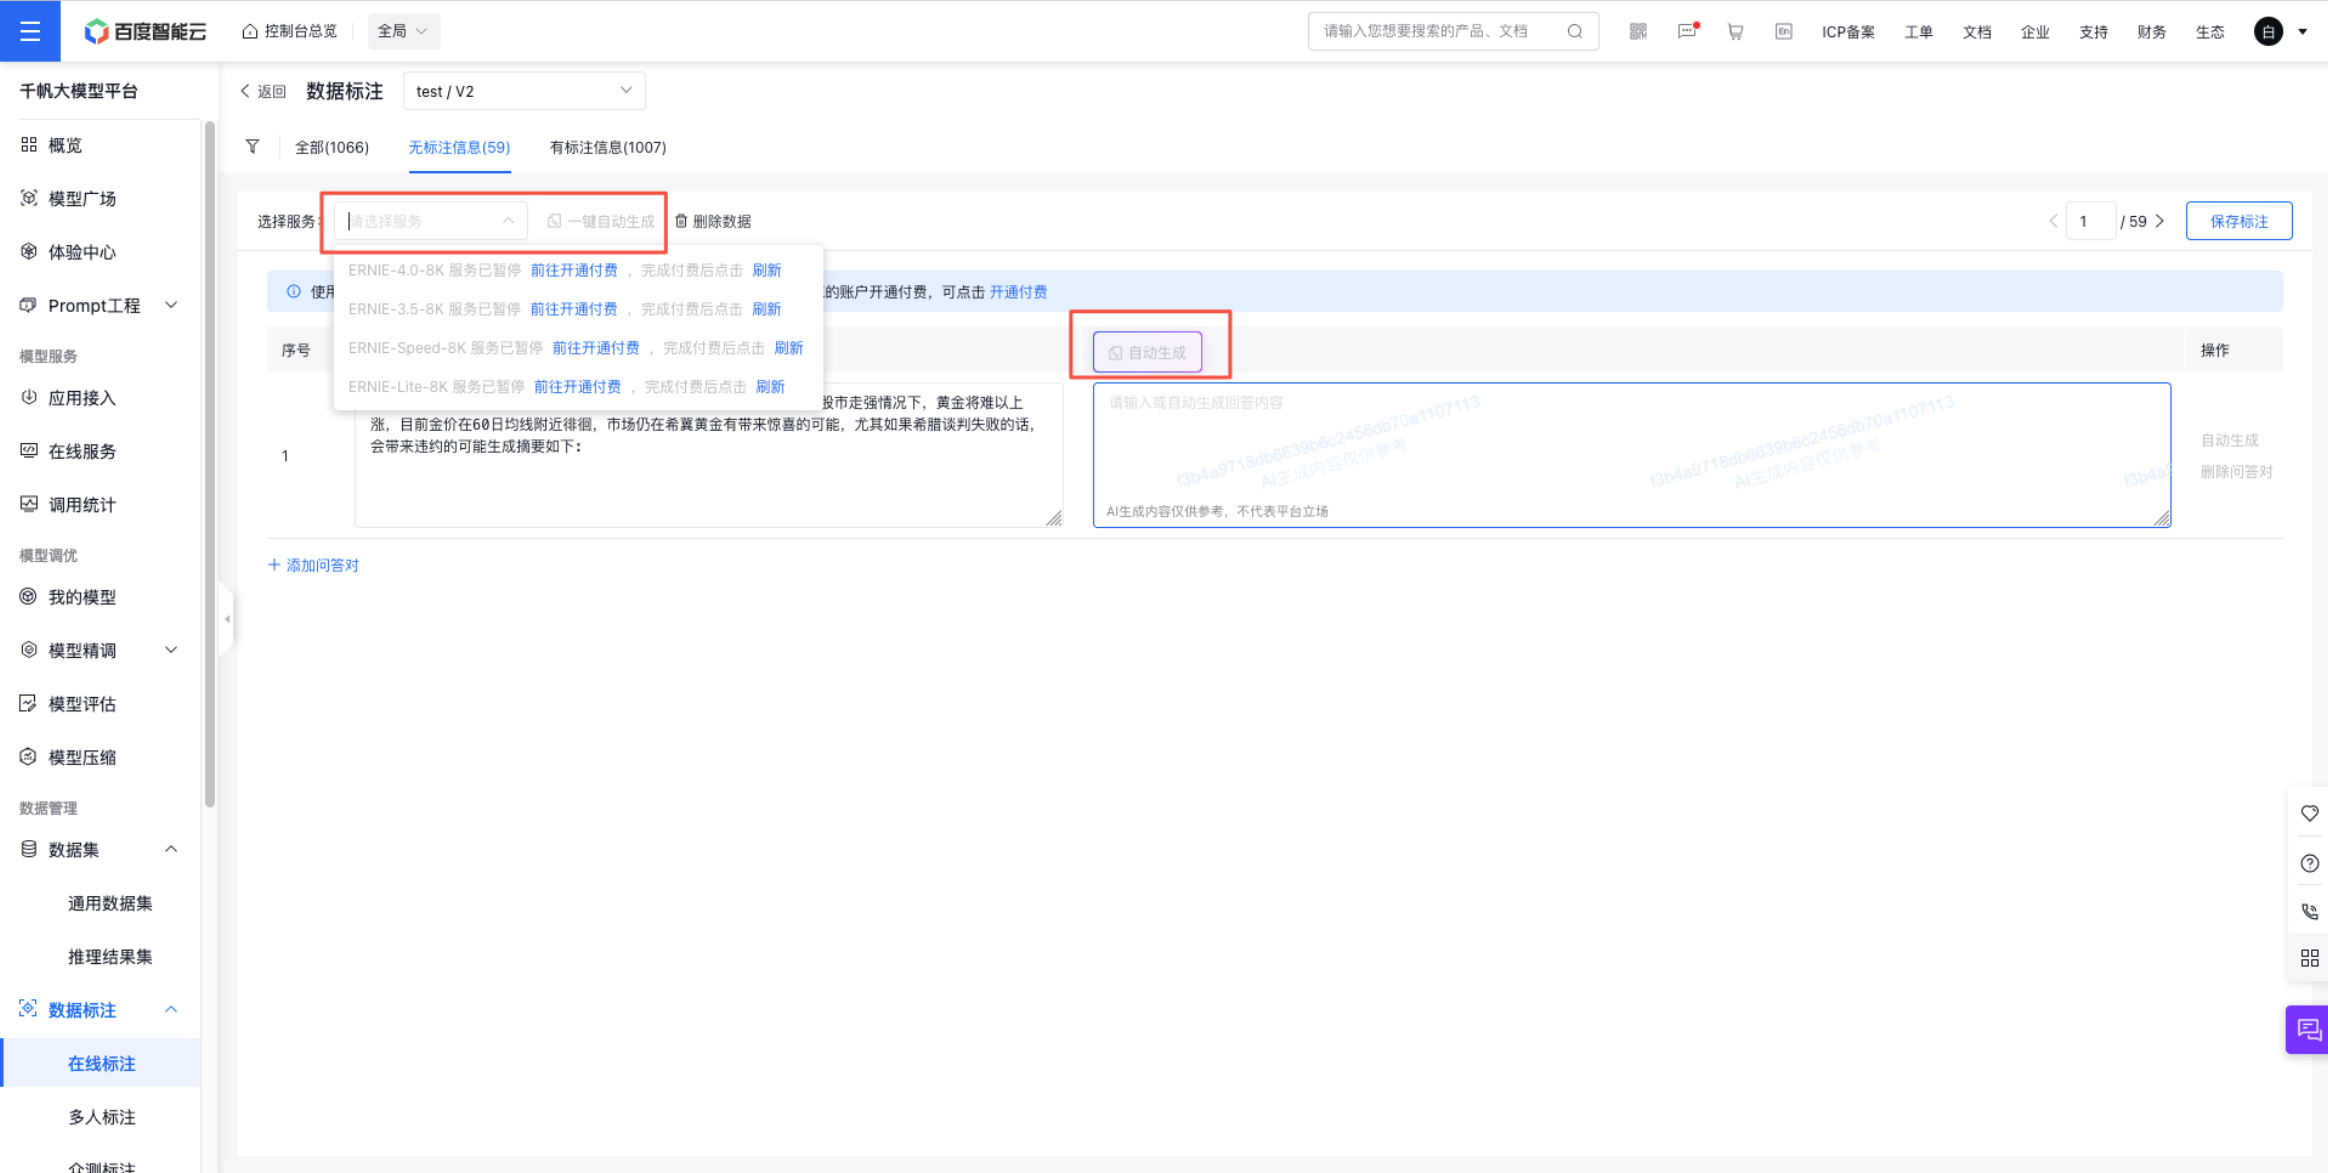 百度智能云
控制台总览
全局
请输入您想要搜索的产品、文档
En
ICP备案
工单
文档
企业
支持
财务
生态
白
千帆大模型平台
概览
模型广场
体验中心
Prompt工程
模型服务
应用接入
在线服务
调用统计
模型调优
我的模型
模型精调
模型评估
模型压缩
数据管理
数据集
通用数据集
推理结果集
数据标注
在线标注
多人标注
众测标注
返回
数据标注
test / V2
全部(1066)
无标注信息(59)
有标注信息(1007)
选择服务:
请选择服务
一键自动生成
删除数据
1
/ 59
保存标注
ERNIE-4.0-8K 服务已暂停 前往开通付费 ，完成付费后点击 刷新
ERNIE-3.5-8K 服务已暂停 前往开通付费 ，完成付费后点击 刷新
ERNIE-Speed-8K 服务已暂停 前往开通付费 ，完成付费后点击 刷新
ERNIE-Lite-8K 服务已暂停 前往开通付费 ，完成付费后点击 刷新
使用
的账户开通付费，可点击 开通付费
序号
自动生成
操作
1
股市走强情况下，黄金将难以上
涨，目前金价在60日均线附近徘徊，市场仍在希冀黄金有带来惊喜的可能，尤其如果希腊谈判失败的话，
会带来违约的可能生成摘要如下：
请输入或自动生成回答内容
f3b4a9718db6639b6c2456db70a1107113
AI生成内容仅供参考
f3b4a9718db6639b6c2456db70a1107113
AI生成内容仅供参考
f3b4a
AI生成内容仅供参考，不代表平台立场
自动生成
删除问答对
添加问答对